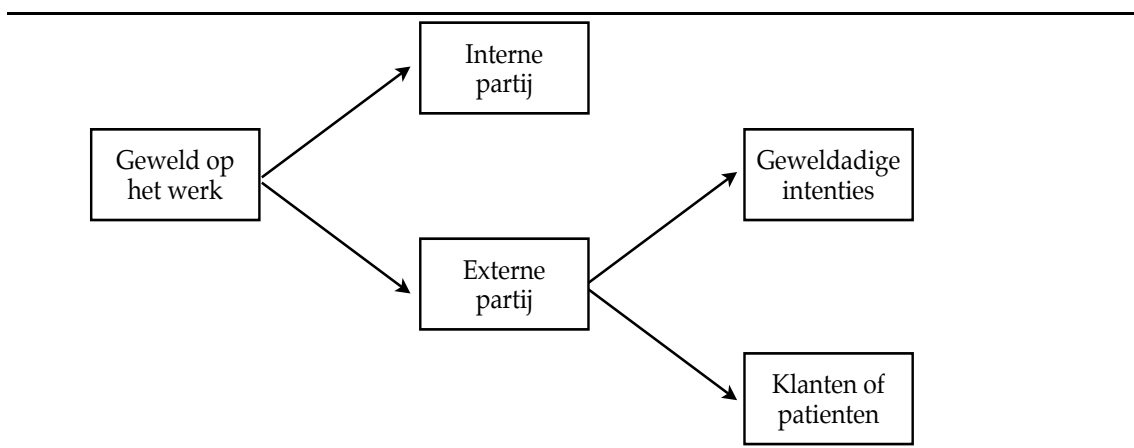 Interne
partij
Geweld op
het werk
Geweldadige
intenties
Externe
partij
Klanten of
patienten